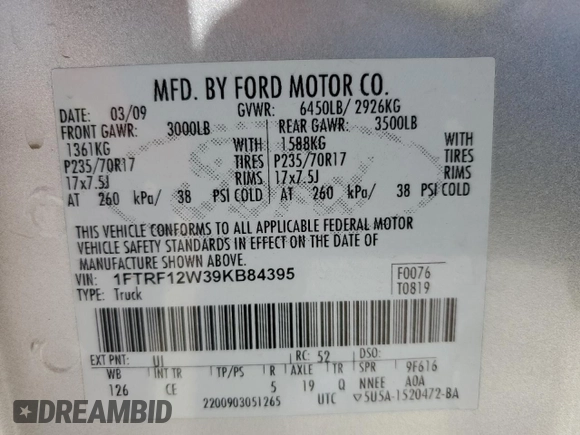 MFD. BY FORD MOTOR CO.
DATE: 03/09 GVWR: 6450LB/ 2926KG
FRONT GAWR: 3000LB REAR GAWR: 3500LB
1361KG WITH 1588KG WITH
P235/70R17 TIRES P235/70R17 TIRES
17x7.5J RIMS 17x7.5J RIMS
AT 260 kPa/ 38 PSI COLD AT 260 kPa/ 38 PSI COLD
THIS VEHICLE CONFORMS TO ALL APPLICABLE FEDERAL MOTOR
VEHICLE SAFETY STANDARDS IN EFFECT ON THE DATE OF
MANUFACTURE SHOWN ABOVE.
VIN: 1FTRF12W39KB84395 F0076
TYPE: Truck T0819
EXT PNT: UI RC: 52 DSO:
WB INT TR TP/PS R AXLE TR SPR 9F616
126 CE 5 19 Q NNEE A0A
2200903051265 UTC ▽5U5A-1520472-BA
DREAMBID